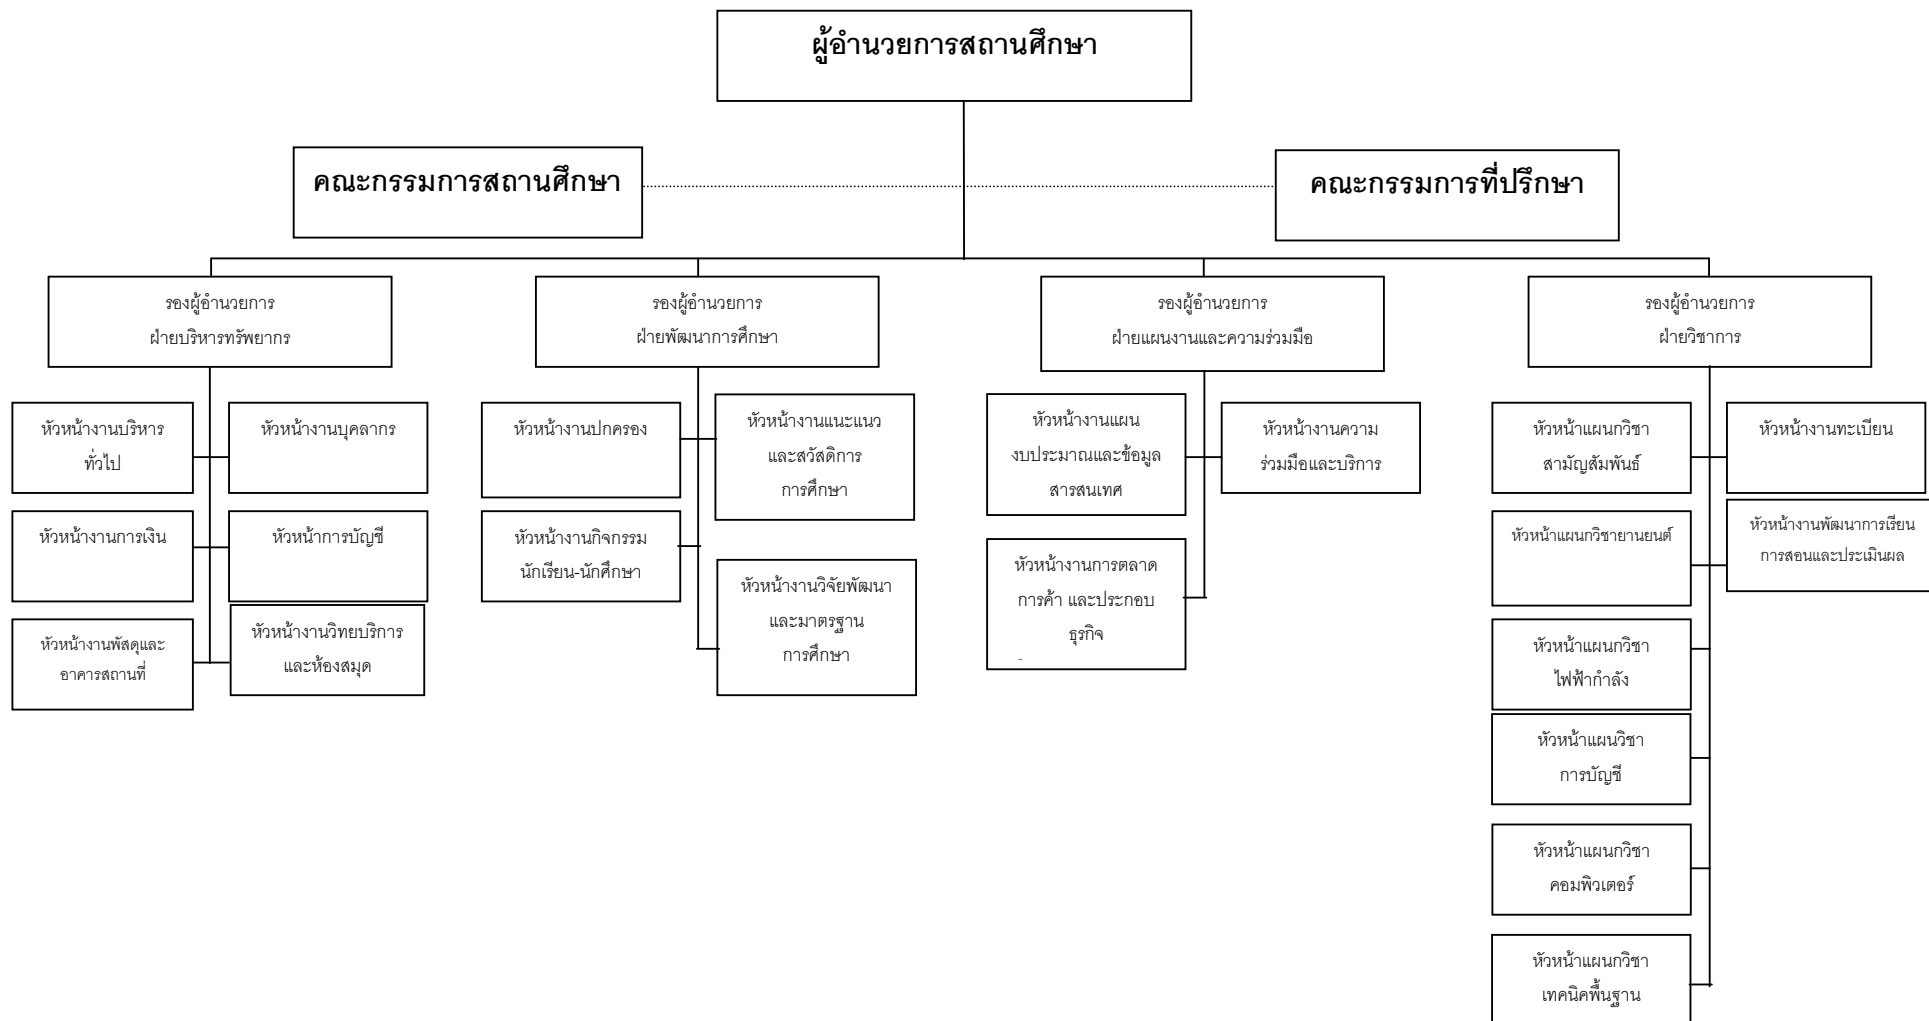 ผู้อำนวยการสถานศึกษา
คณะกรรมการสถานศึกษา
คณะกรรมการที่ปรึกษา
รองผู้อำนวยการ
ฝ่ายบริหารทรัพยากร
รองผู้อำนวยการ
ฝ่ายพัฒนาการศึกษา
รองผู้อำนวยการ
ฝ่ายแผนงานและความร่วมมือ
รองผู้อำนวยการ
ฝ่ายวิชาการ
หัวหน้างานบริหาร
ทั่วไป
หัวหน้างานบุคลากร
หัวหน้างานการเงิน
หัวหน้าการบัญชี
หัวหน้างานพัสดุและ
อาคารสถานที่
หัวหน้างานวิทยบริการ
และห้องสมุด
หัวหน้างานปกครอง
หัวหน้างานแนะแนว
และสวัสดิการ
การศึกษา
หัวหน้างานกิจกรรม
นักเรียน-นักศึกษา
หัวหน้างานวิจัยพัฒนา
และมาตรฐาน
การศึกษา
หัวหน้างานแผน
งบประมาณและข้อมูล
สารสนเทศ
หัวหน้างานความ
ร่วมมือและบริการ
หัวหน้างานการตลาด
การค้า และประกอบ
ธุรกิจ
หัวหน้าแผนกวิชา
สามัญสัมพันธ์
หัวหน้างานทะเบียน
หัวหน้าแผนกวิชายานยนต์
หัวหน้างานพัฒนาการเรียน
การสอนและประเมินผล
หัวหน้าแผนกวิชา
ไฟฟ้ากำลัง
หัวหน้าแผนวิชา
การบัญชี
หัวหน้าแผนกวิชา
คอมพิวเตอร์
หัวหน้าแผนกวิชา
เทคนิคพื้นฐาน